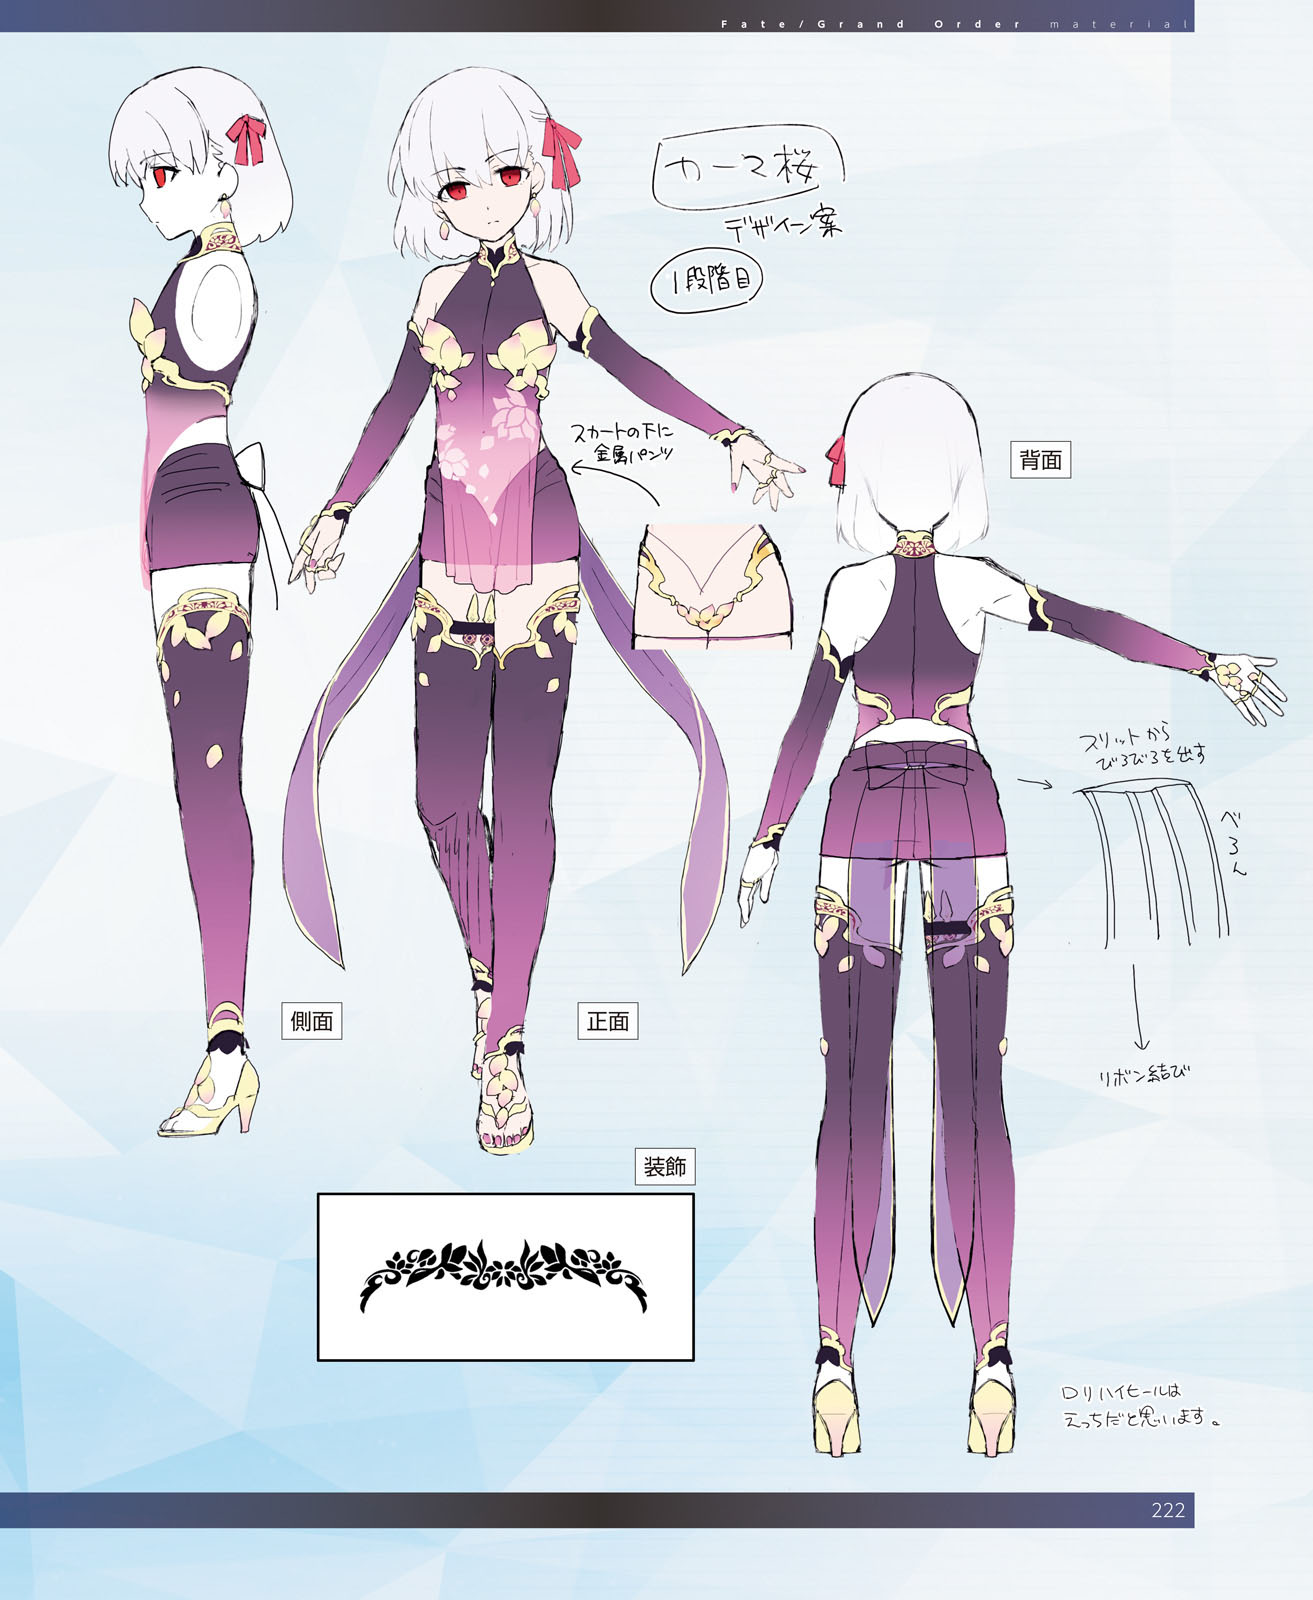 Fate/Grand Order material
カーマ桜
デザイン案
1段階目
スカートの下に
金属パンツ
背面
スリットから
びろびろを出す
べろん
リボン結び
側面
正面
装飾
ロリハイヒールは
えっちだと思います。
222